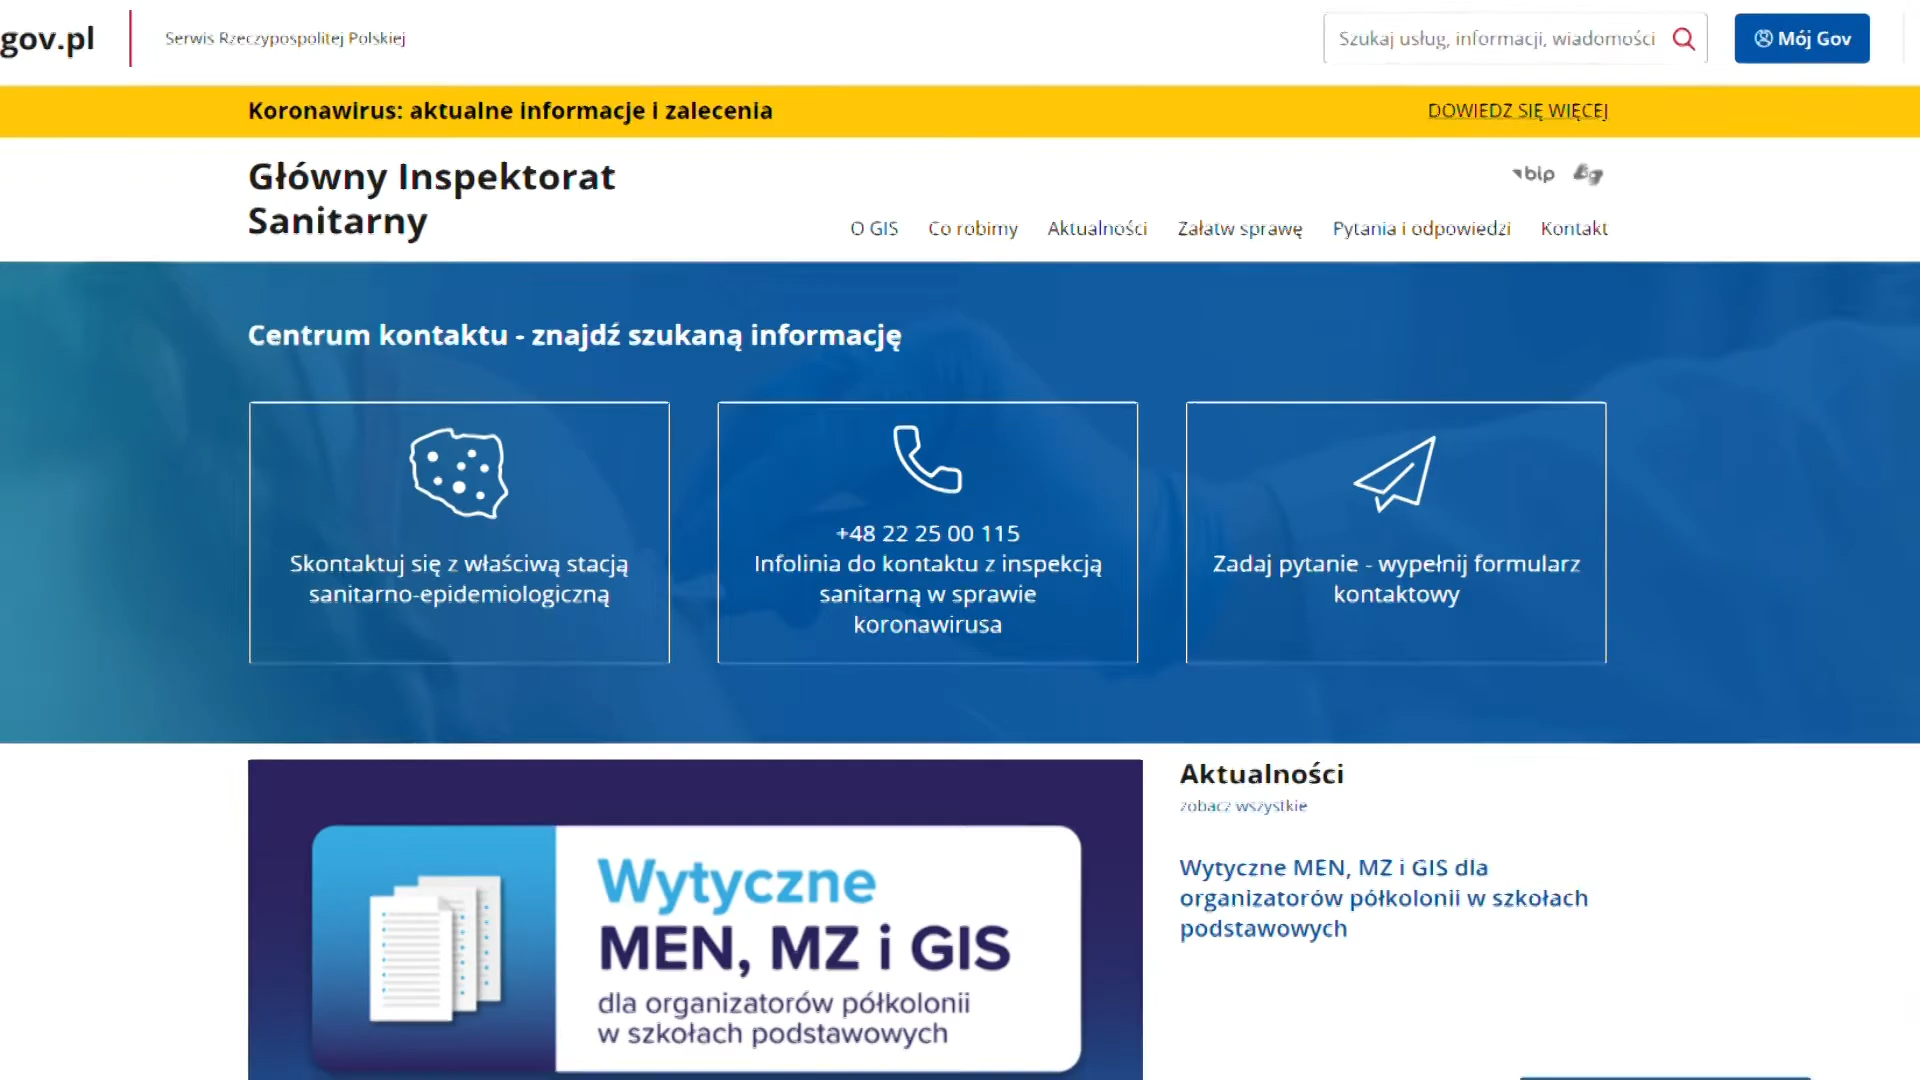 gov.pl
Serwis Rzeczypospolitej Polskiej
Szukaj usług, informacji, wiadomości
Mój Gov
Koronawirus: aktualne informacje i zalecenia
DOWIEDZ SIĘ WIĘCEJ
Główny Inspektorat
Sanitarny
bip
O GIS
Co robimy
Aktualności
Załatw sprawę
Pytania i odpowiedzi
Kontakt
Centrum kontaktu - znajdź szukaną informację
Skontaktuj się z właściwą stacją
sanitarno-epidemiologiczną
+48 22 25 00 115
Infolinia do kontaktu z inspekcją
sanitarną w sprawie
koronawirusa
Zadaj pytanie - wypełnij formularz
kontaktowy
Wytyczne
MEN, MZ i GIS
dla organizatorów półkolonii
w szkołach podstawowych
Aktualności
zobacz wszystkie
Wytyczne MEN, MZ i GIS dla
organizatorów półkolonii w szkołach
podstawowych